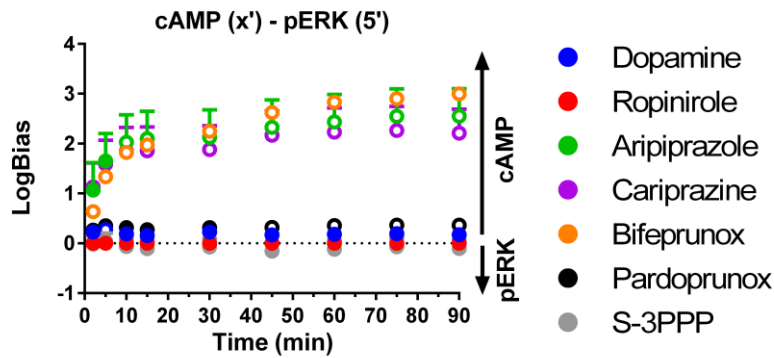 cAMP (x') - pERK (5')
LogBias
4
3
2
1
0
-1
0 10 20 30 40 50 60 70 80 90
Time (min)
cAMP
pERK
Dopamine
Ropinirole
Aripiprazole
Cariprazine
Bifeprunox
Pardoprunox
S-3PPP